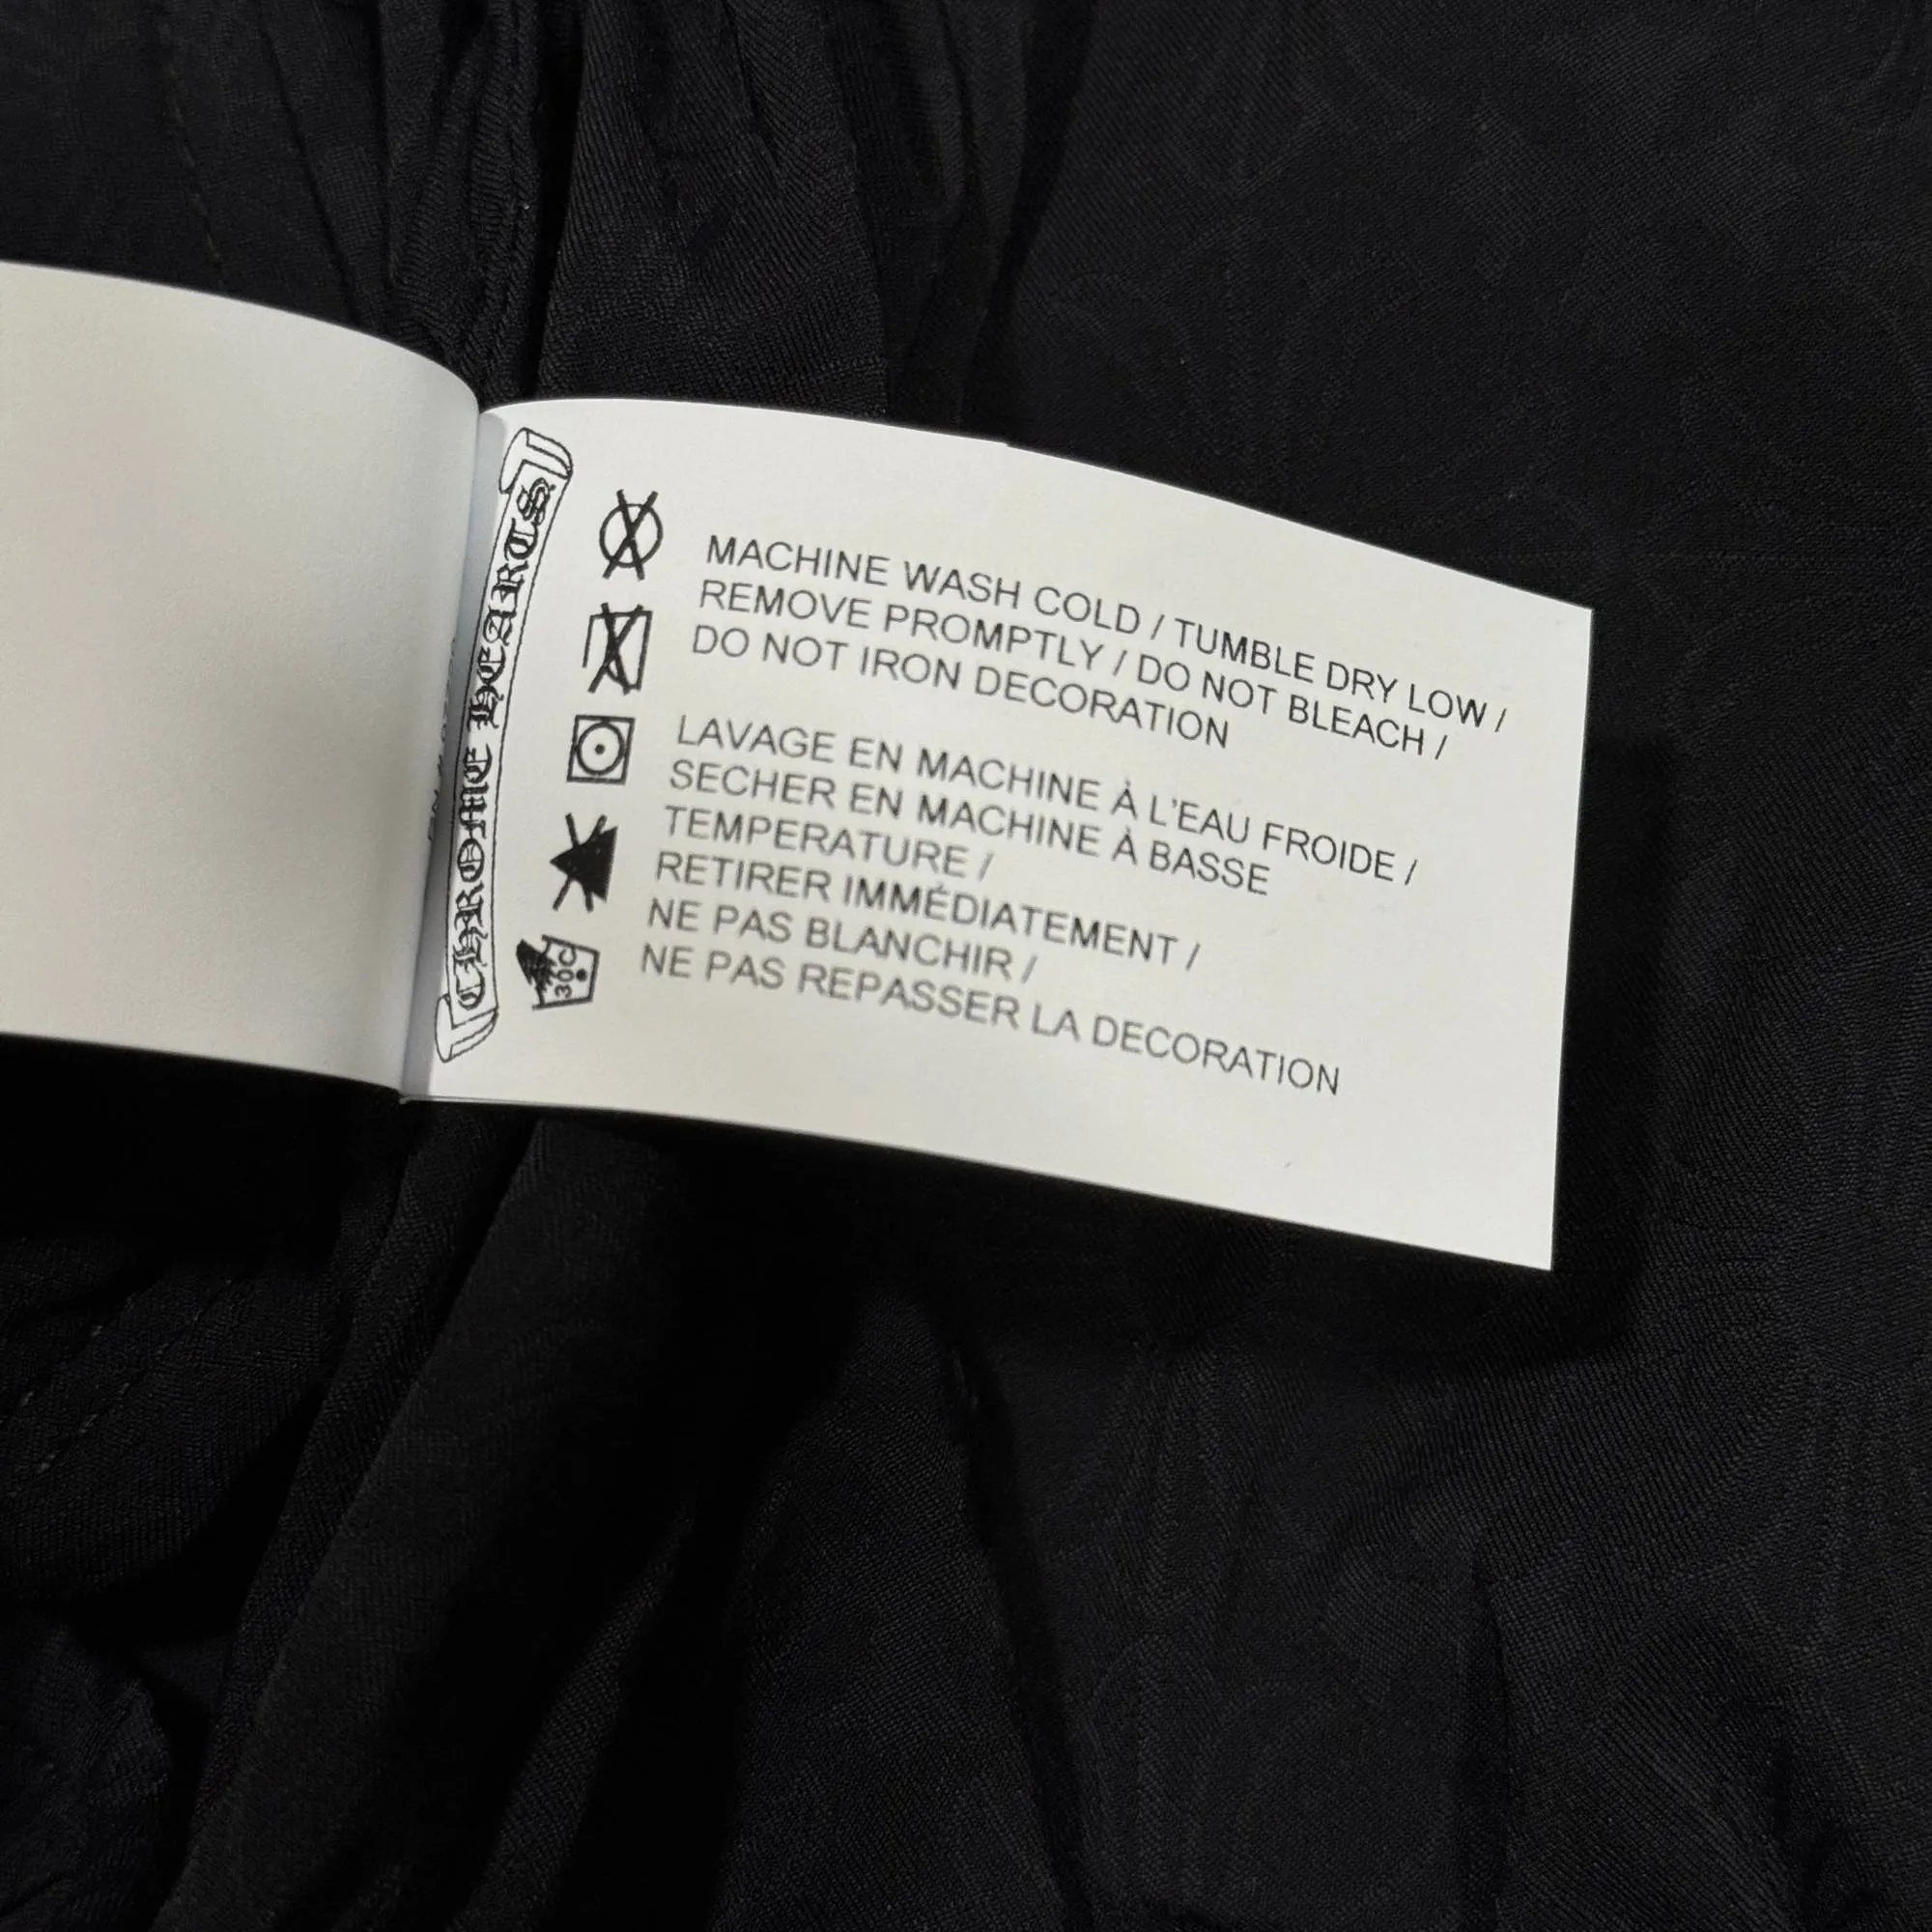 CHROME HEARTS
MACHINE WASH COLD / TUMBLE DRY LOW /
REMOVE PROMPTLY / DO NOT BLEACH /
DO NOT IRON DECORATION
LAVAGE EN MACHINE À L'EAU FROIDE /
SECHER EN MACHINE À BASSE
TEMPERATURE /
RETIRER IMMÉDIATEMENT /
NE PAS BLANCHIR /
NE PAS REPASSER LA DECORATION
A
30C